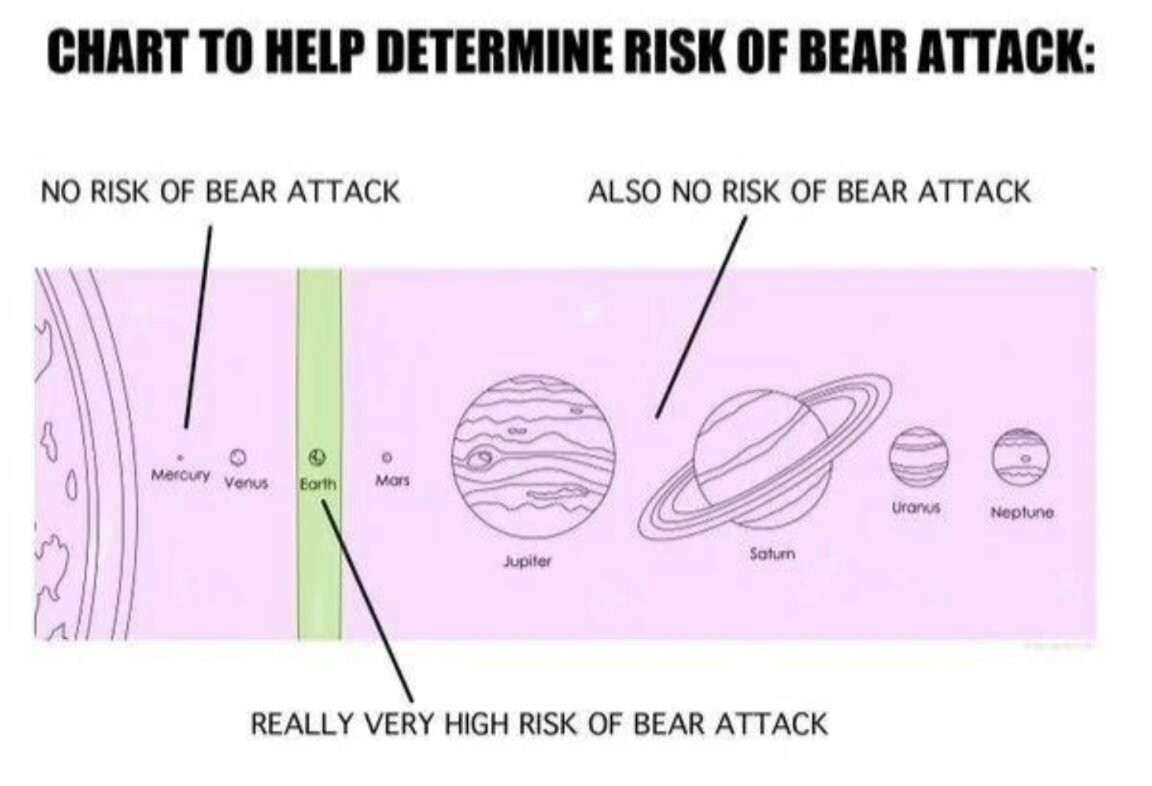 CHART TO HELP DETERMINE RISK OF BEAR ATTACK:
NO RISK OF BEAR ATTACK
ALSO NO RISK OF BEAR ATTACK
Mercury
Venus
Earth
Mars
Jupiter
Saturn
Uranus
Neptune
REALLY VERY HIGH RISK OF BEAR ATTACK